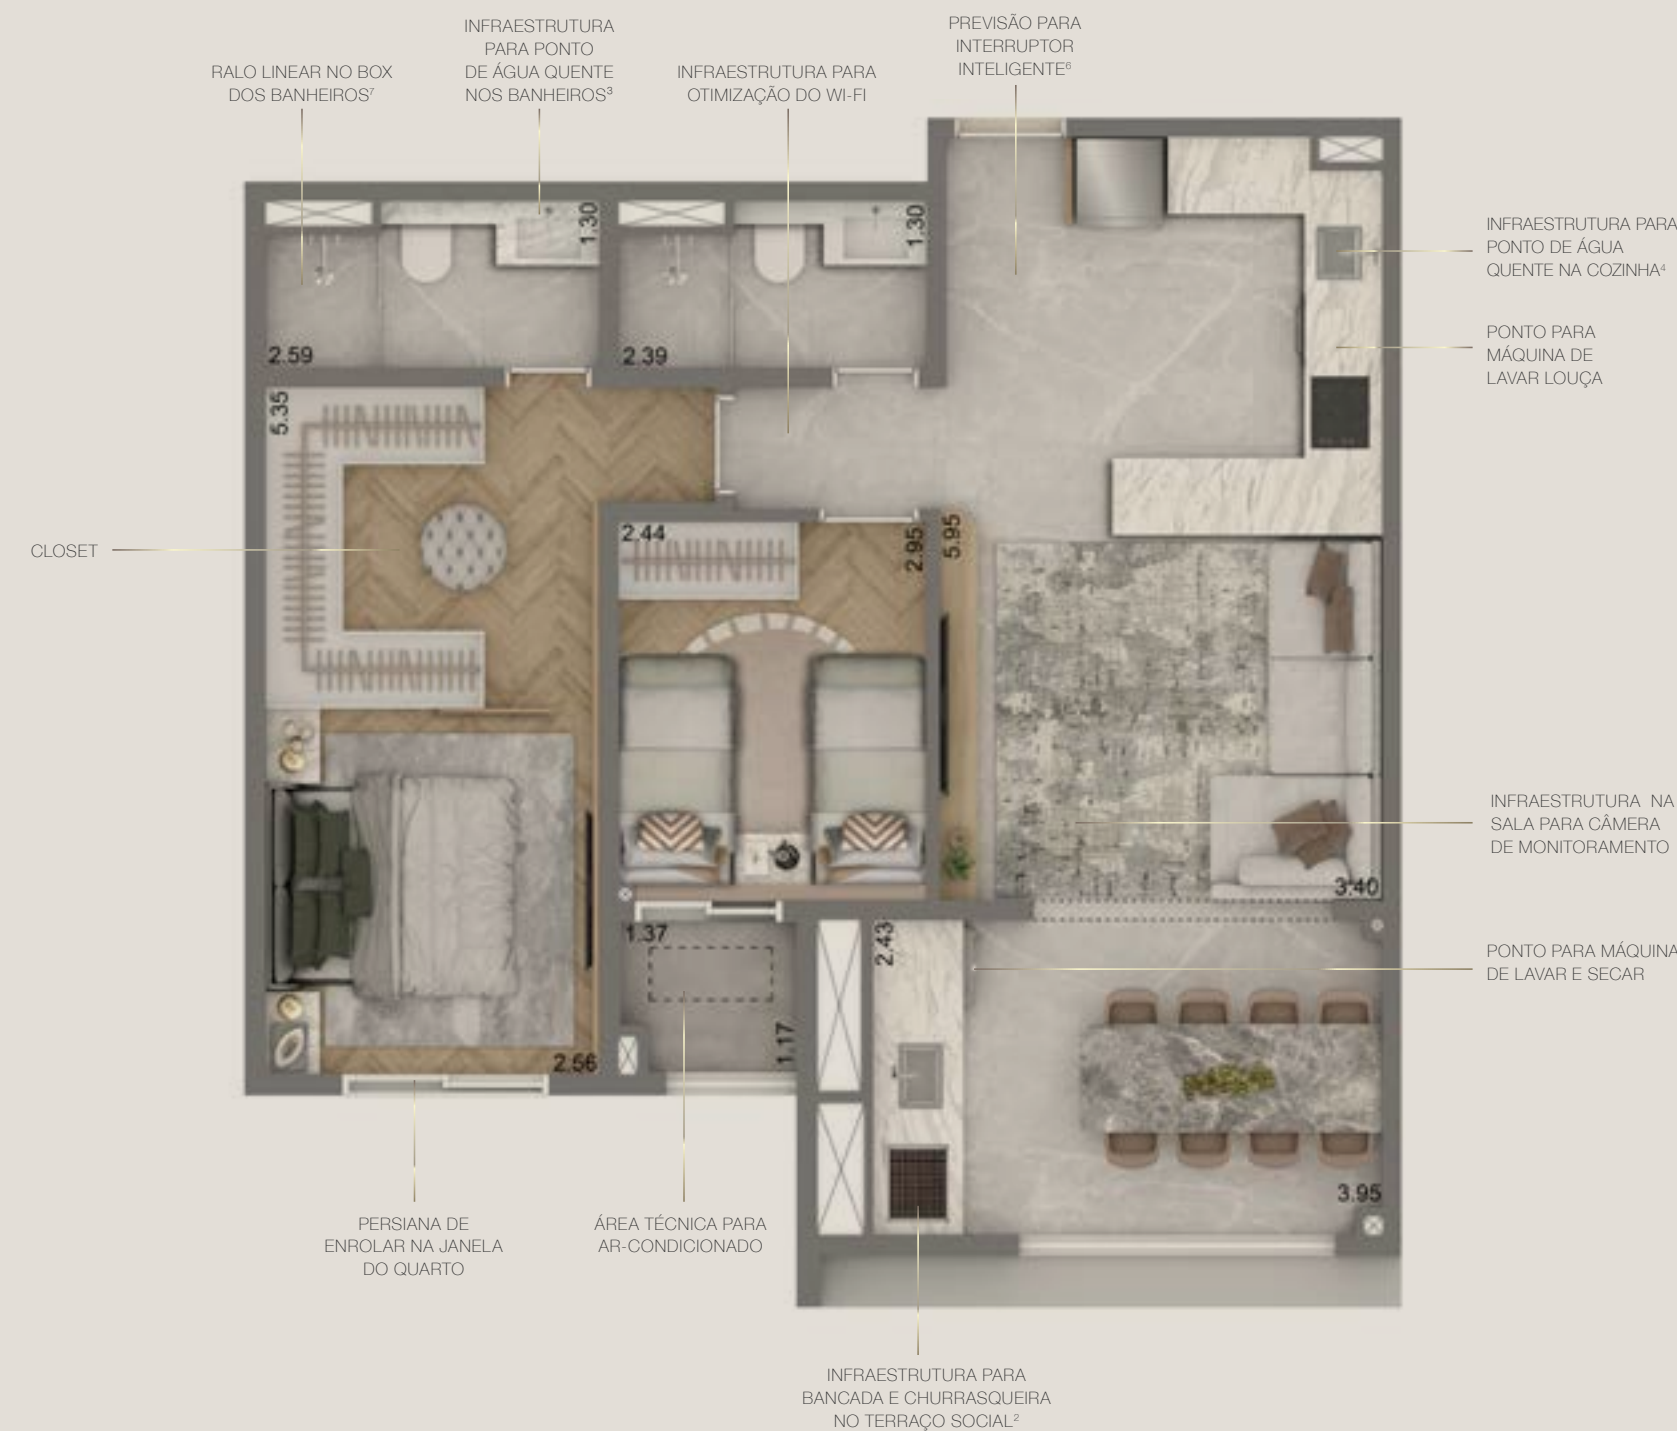 PREVISÃO PARA
INTERRUPTOR
INTELIGENTE⁶
INFRAESTRUTURA
PARA PONTO
DE ÁGUA QUENTE
NOS BANHEIROS³
RALO LINEAR NO BOX
DOS BANHEIROS⁷
INFRAESTRUTURA PARA
OTIMIZAÇÃO DO WI-FI
1.30
1.30
INFRAESTRUTURA PARA
PONTO DE ÁGUA
QUENTE NA COZINHA⁴
PONTO PARA
MÁQUINA DE
LAVAR LOUÇA
2.59
2.39
5.35
CLOSET
2.44
2.95
5.95
INFRAESTRUTURA NA
SALA PARA CÂMERA
DE MONITORAMENTO
3.40
1.37
2.43
PONTO PARA MÁQUINA
DE LAVAR E SECAR
1.17
2.56
3.95
PERSIANA DE
ENROLAR NA JANELA
DO QUARTO
ÁREA TÉCNICA PARA
AR-CONDICIONADO
INFRAESTRUTURA PARA
BANCADA E CHURRASQUEIRA
NO TERRAÇO SOCIAL²